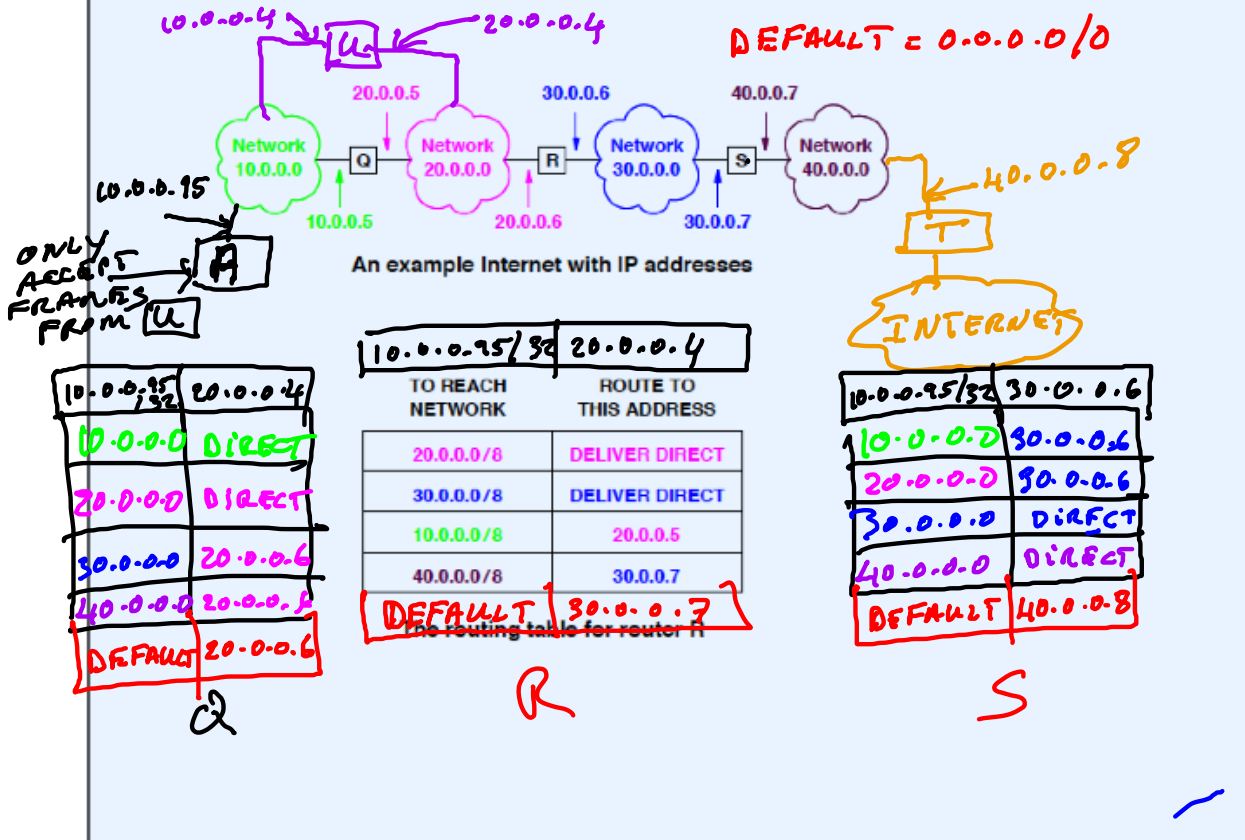 10.0.0.4
U
20.0.0.4
DEFAULT = 0.0.0.0/0
20.0.0.5
30.0.0.6
40.0.0.7
Network
10.0.0.0
Q
Network
20.0.0.0
R
Network
30.0.0.0
S
Network
40.0.0.0
40.0.0.8
10.0.0.95
10.0.0.5
20.0.0.6
30.0.0.7
T
ONLY
ACCEPT
FRAMES
FROM U
A
An example Internet with IP addresses
INTERNET
10.0.0.95/32 20.0.0.4
TO REACH
NETWORK
ROUTE TO
THIS ADDRESS
20.0.0.0/8 DELIVER DIRECT
30.0.0.0/8 DELIVER DIRECT
10.0.0.0/8 20.0.0.5
40.0.0.0/8 30.0.0.7
DEFAULT 30.0.0.7
The routing table for router R
R
10.0.0.95/32 20.0.0.4
10.0.0.0 DIRECT
20.0.0.0 DIRECT
30.0.0.0 20.0.0.6
40.0.0.0 20.0.0.6
DEFAULT 20.0.0.6
Q
10.0.0.95/32 30.0.0.6
10.0.0.0 30.0.0.6
20.0.0.0 30.0.0.6
30.0.0.0 DIRECT
40.0.0.0 DIRECT
DEFAULT 40.0.0.8
S